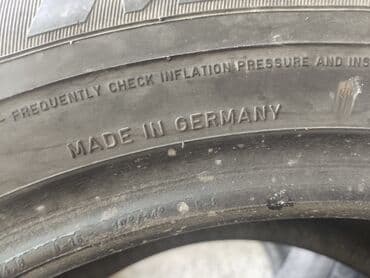 FREQUENTLY CHECK INFLATION PRESSURE AND INS
MADE IN GERMANY